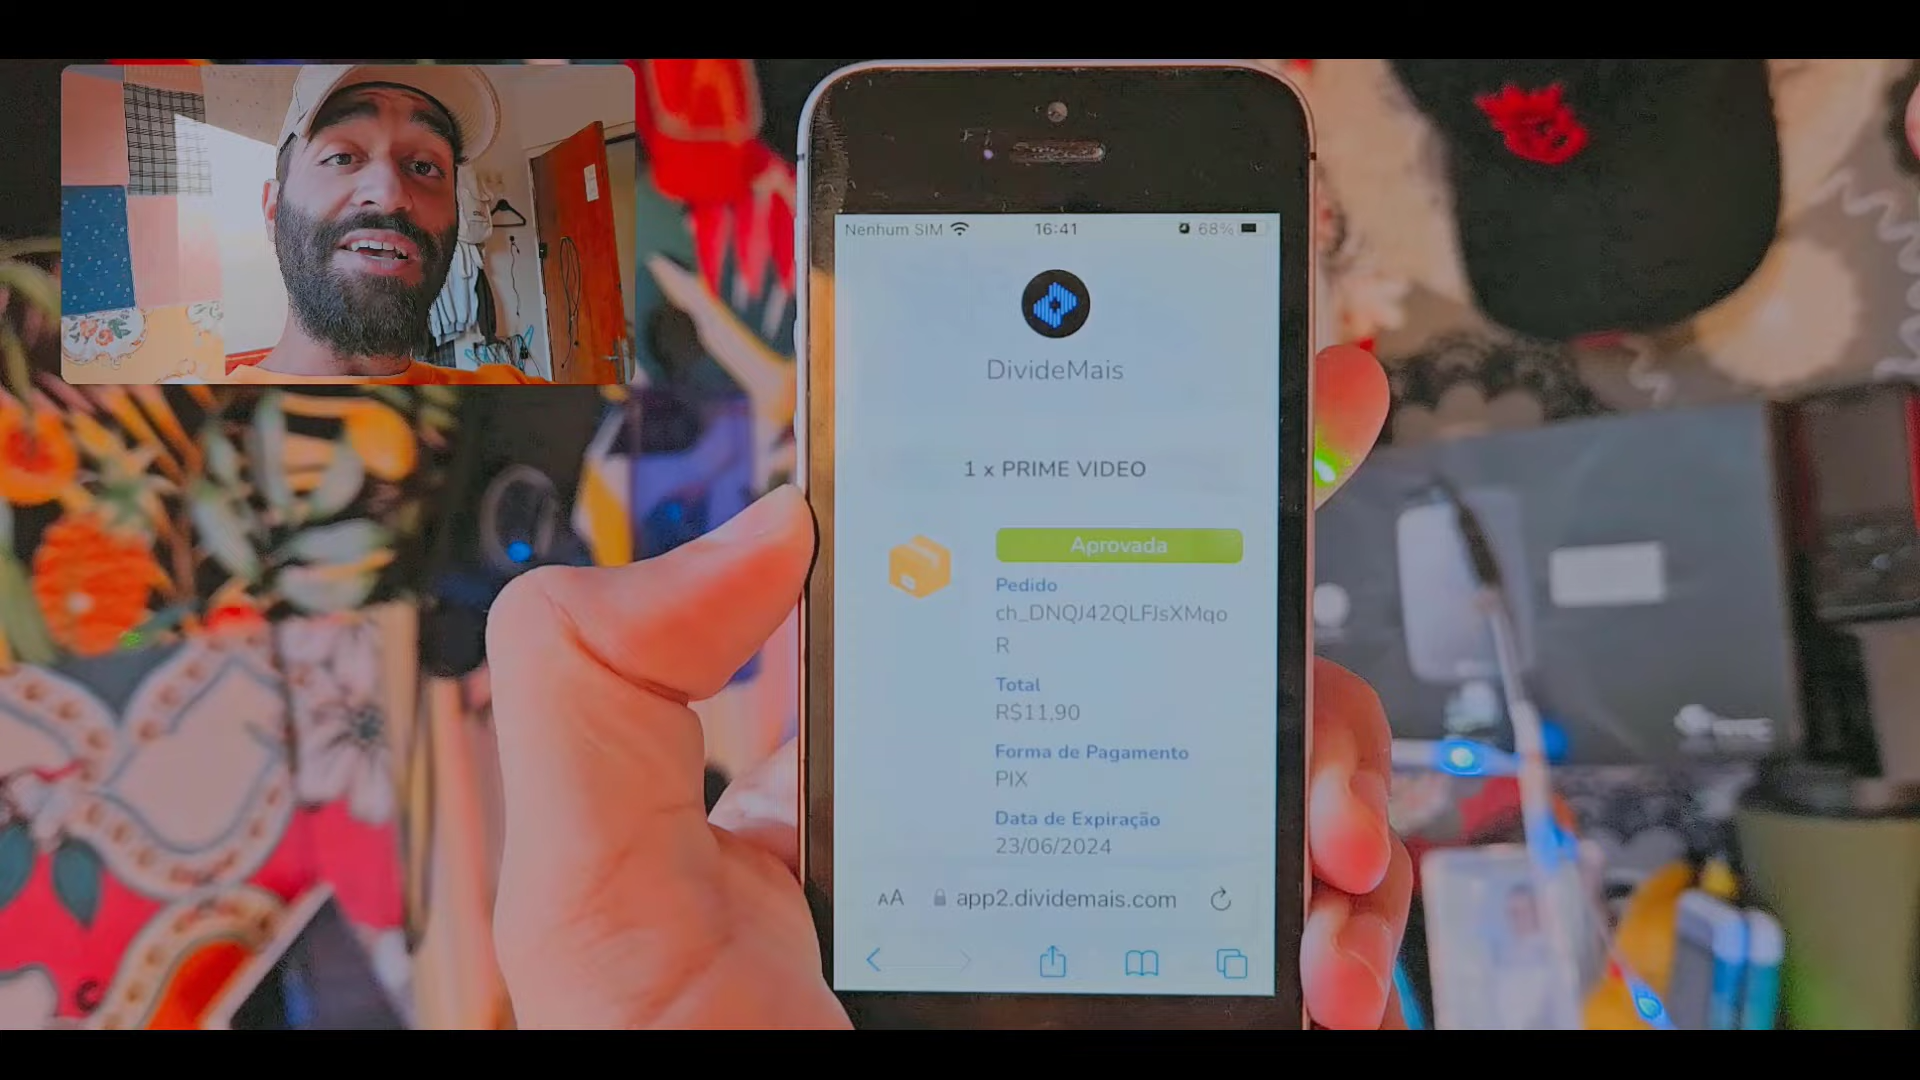 Nenhum SIM
16:41
68%
DivideMais
1 x PRIME VIDEO
Aprovada
Pedido
ch_DNQJ42QLFJsXMqo
R
Total
R$11,90
Forma de Pagamento
PIX
Data de Expiração
23/06/2024
AA
app2.dividemais.com